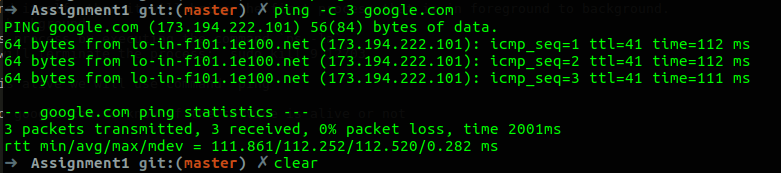 ➜ Assignment1 git:(master) ✗ ping -c 3 google.com
PING google.com (173.194.222.101) 56(84) bytes of data.
64 bytes from lo-in-f101.1e100.net (173.194.222.101): icmp_seq=1 ttl=41 time=112 ms
64 bytes from lo-in-f101.1e100.net (173.194.222.101): icmp_seq=2 ttl=41 time=112 ms
64 bytes from lo-in-f101.1e100.net (173.194.222.101): icmp_seq=3 ttl=41 time=111 ms
--- google.com ping statistics ---
3 packets transmitted, 3 received, 0% packet loss, time 2001ms
rtt min/avg/max/mdev = 111.861/112.252/112.520/0.282 ms
➜ Assignment1 git:(master) ✗ clear